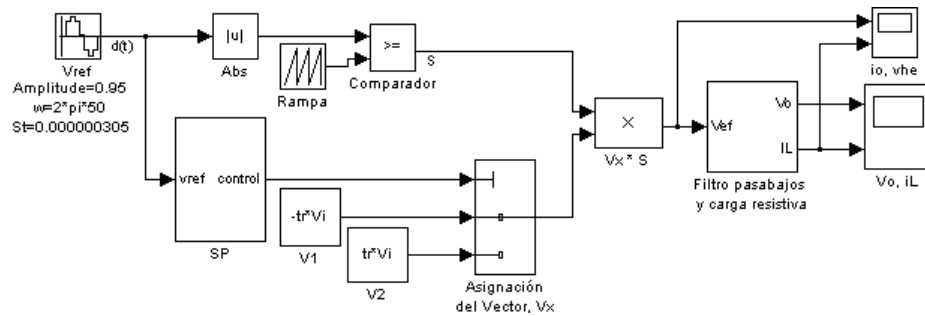 d(t)
Vref
Amplitude=0.95
w=2*pi*50
St=0.000000305
|u|
Abs
Rampa
>=
Comparador
S
io, vhe
vref control
SP
-tr*Vi
V1
tr*Vi
V2
Asignación
del Vector, Vx
×
Vx * S
Vef
Vo
IL
Filtro pasabajos
y carga resistiva
Vo, iL